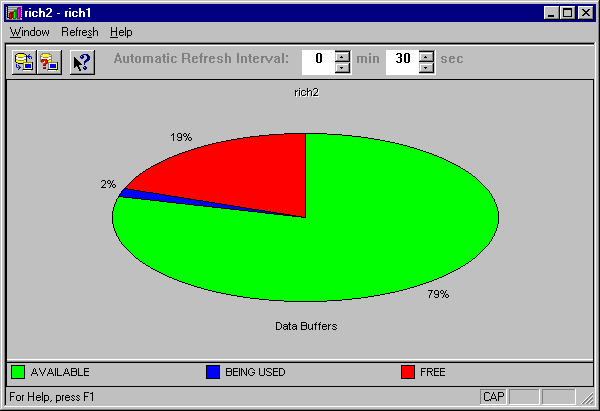 rich2 - rich1
Window Refresh Help
Automatic Refresh Interval: 0 min 30 sec
rich2
19%
2%
79%
Data Buffers
AVAILABLE BEING USED FREE
For Help, press F1 CAP